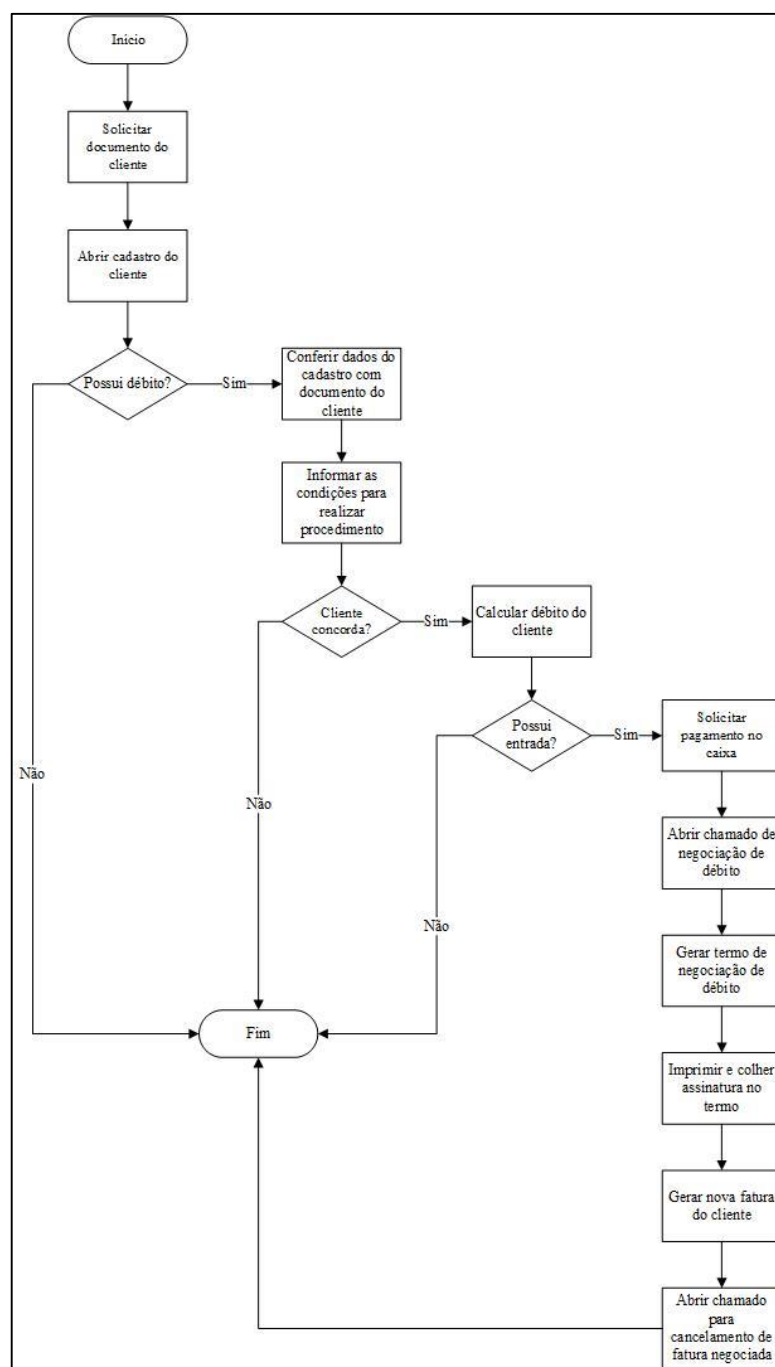 Inicio
Solicitar
documento do
cliente
Abrir cadastro do
cliente
Possui débito?
Sim
Conferir dados do
cadastro com
documento do
cliente
Informar as
condições para
realizar
procedimento
Cliente
concorda?
Sim
Calcular débito do
cliente
Possui
entrada?
Sim
Solicitar
pagamento no
caixa
Não
Não
Não
Abrir chamado de
negociação de
débito
Gerar termo de
negociação de
débito
Fim
Imprimir e colher
assinatura no
termo
Gerar nova fatura
do cliente
Abrir chamado
para
cancelamento de
fatura negociada